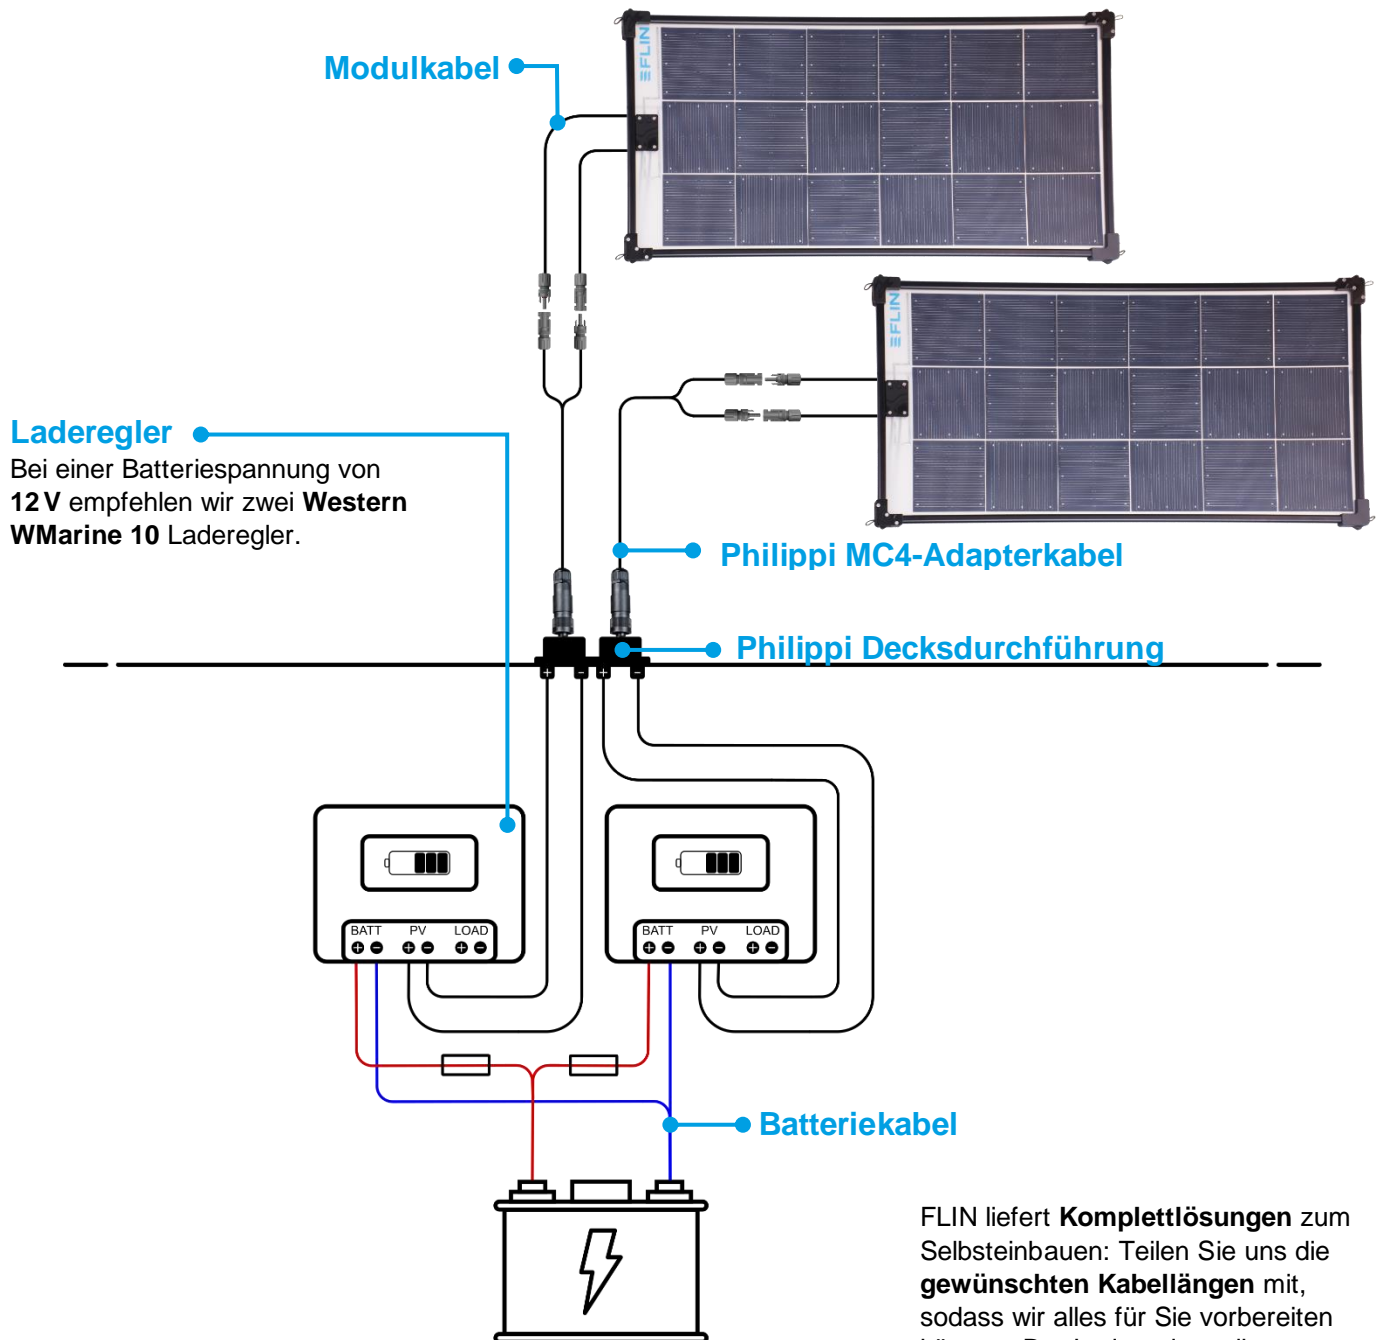 FLIN
Modulkabel
FLIN
Laderegler
Bei einer Batteriespannung von
12 V empfehlen wir zwei Western
WMarine 10 Laderegler.
Philippi MC4-Adapterkabel
Philippi Decksdurchführung
+ - + -
BATT PV LOAD
+ - + - + -
BATT PV LOAD
+ - + - + -
Batteriekabel
FLIN liefert Komplettlösungen zum
Selbsteinbauen: Teilen Sie uns die
gewünschten Kabellängen mit,
sodass wir alles für Sie vorbereiten